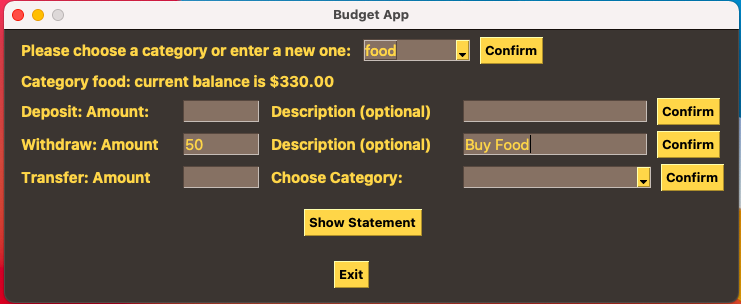 Budget App
Please choose a category or enter a new one: food Confirm
Category food: current balance is $330.00
Deposit: Amount: Description (optional) Confirm
Withdraw: Amount 50 Description (optional) Buy Food Confirm
Transfer: Amount Choose Category: Confirm
Show Statement
Exit